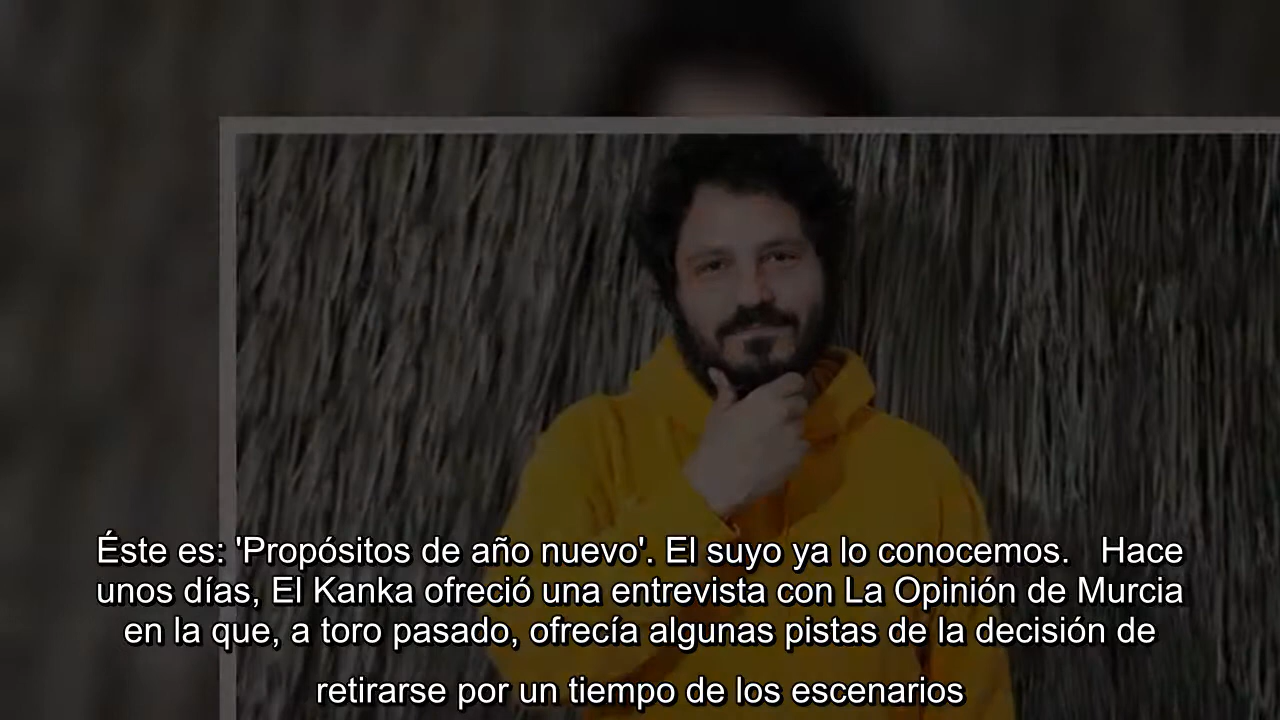 Éste es: 'Propósitos de año nuevo'. El suyo ya lo conocemos.   Hace
unos días, El Kanka ofreció una entrevista con La Opinión de Murcia
en la que, a toro pasado, ofrecía algunas pistas de la decisión de
retirarse por un tiempo de los escenarios